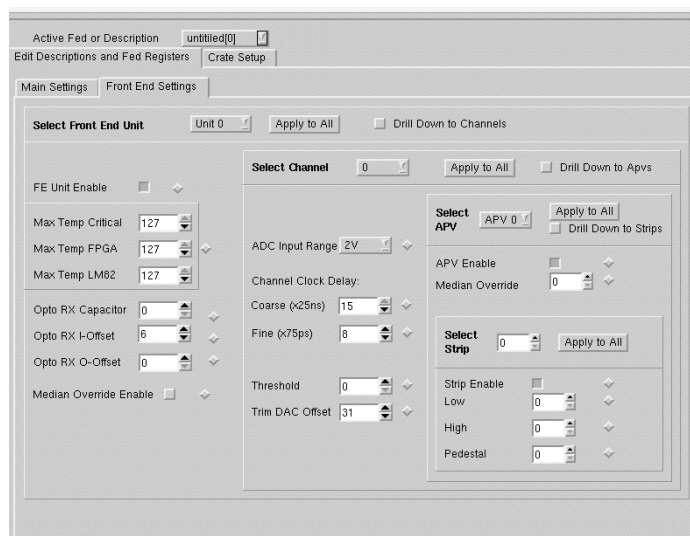 Active Fed or Description untitiled[0]
Edit Descriptions and Fed Registers Crate Setup
Main Settings Front End Settings
Select Front End Unit Unit 0 Apply to All Drill Down to Channels
Select Channel 0 Apply to All Drill Down to Apvs
FE Unit Enable
Select APV APV 0 Apply to All
Drill Down to Strips
Max Temp Critical 127
Max Temp FPGA 127
Max Temp LM82 127
ADC Input Range 2V
APV Enable
Median Override 0
Channel Clock Delay:
Coarse (x25ns) 15
Fine (x75ps) 8
Opto RX Capacitor 0
Opto RX I-Offset 6
Opto RX O-Offset 0
Median Override Enable
Select Strip 0 Apply to All
Threshold 0
Trim DAC Offset 31
Strip Enable
Low 0
High 0
Pedestal 0